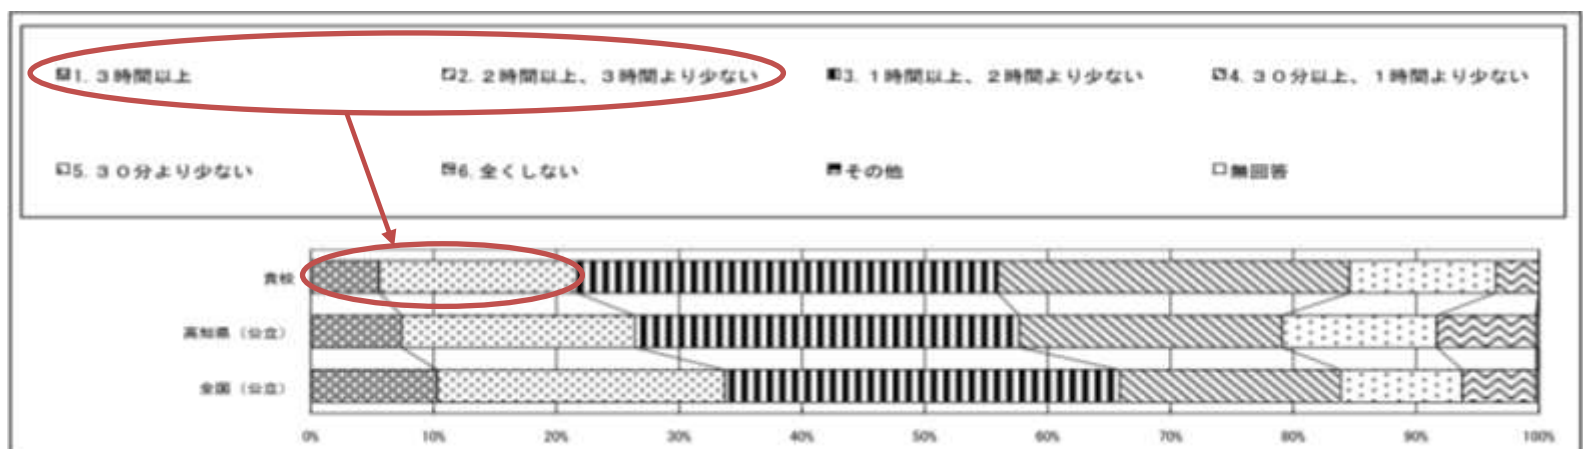 1. 3時間以上 2. 2時間以上、3時間より少ない 3. 1時間以上、2時間より少ない 4. 30分以上、1時間より少ない
5. 30分より少ない 6. 全くしない その他 無回答
貴校
高知県（公立）
全国（公立）
0% 10% 20% 30% 40% 50% 60% 70% 80% 90% 100%